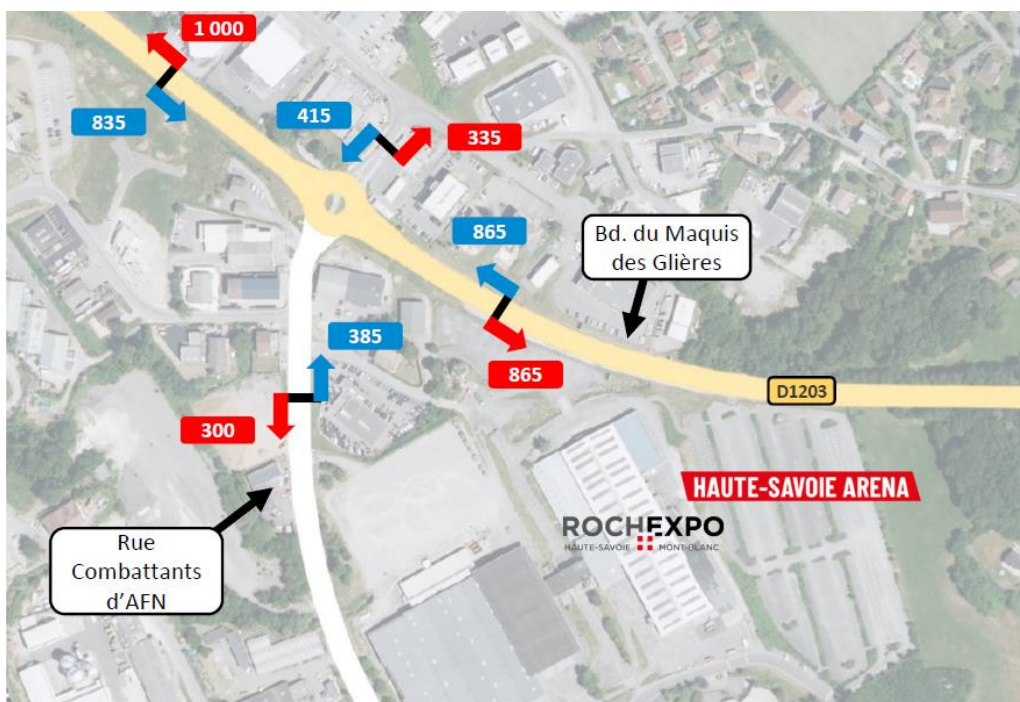 1 000
835
415
335
865
Bd. du Maquis
des Glières
385
865
D1203
300
HAUTE-SAVOIE ARENA
ROCHEXPO
HAUTE-SAVOIE MONT-BLANC
Rue
Combattants
d'AFN